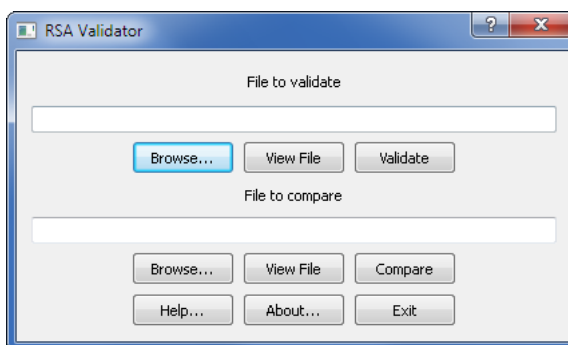 RSA Validator
File to validate
Browse... View File Validate
File to compare
Browse... View File Compare
Help... About... Exit